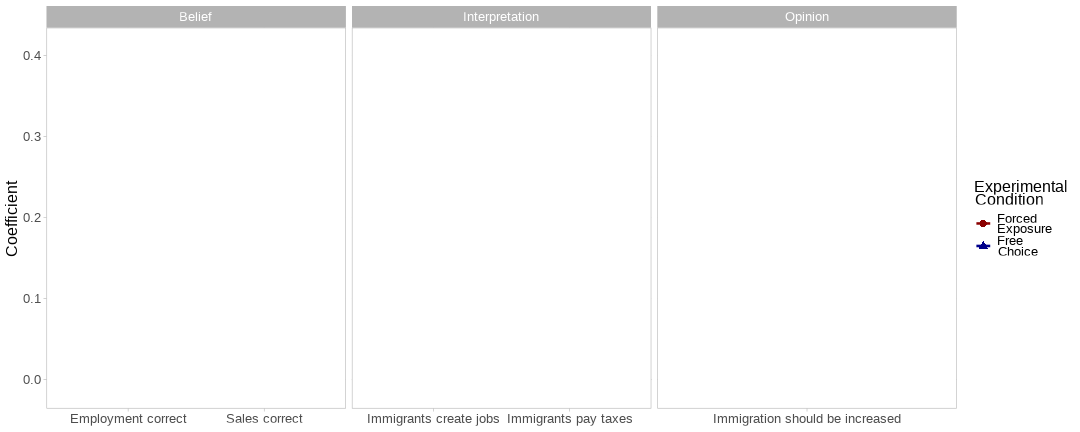 Belief Interpretation Opinion
0.4
0.3
0.2
0.1
0.0
Coefficient
Employment correct Sales correct Immigrants create jobs Immigrants pay taxes Immigration should be increased
Experimental
Condition
Forced
Exposure
Free
Choice